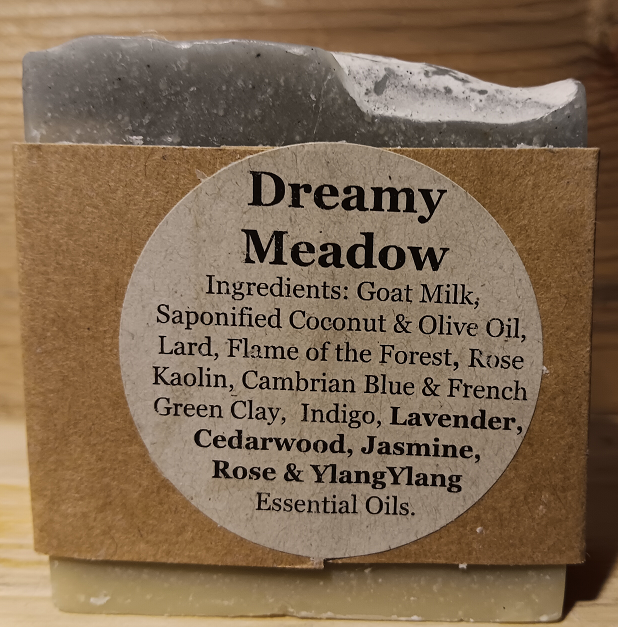 Dreamy
Meadow
Ingredients: Goat Milk,
Saponified Coconut & Olive Oil,
Lard, Flame of the Forest, Rose
Kaolin, Cambrian Blue & French
Green Clay, Indigo, Lavender,
Cedarwood, Jasmine,
Rose & YlangYlang
Essential Oils.